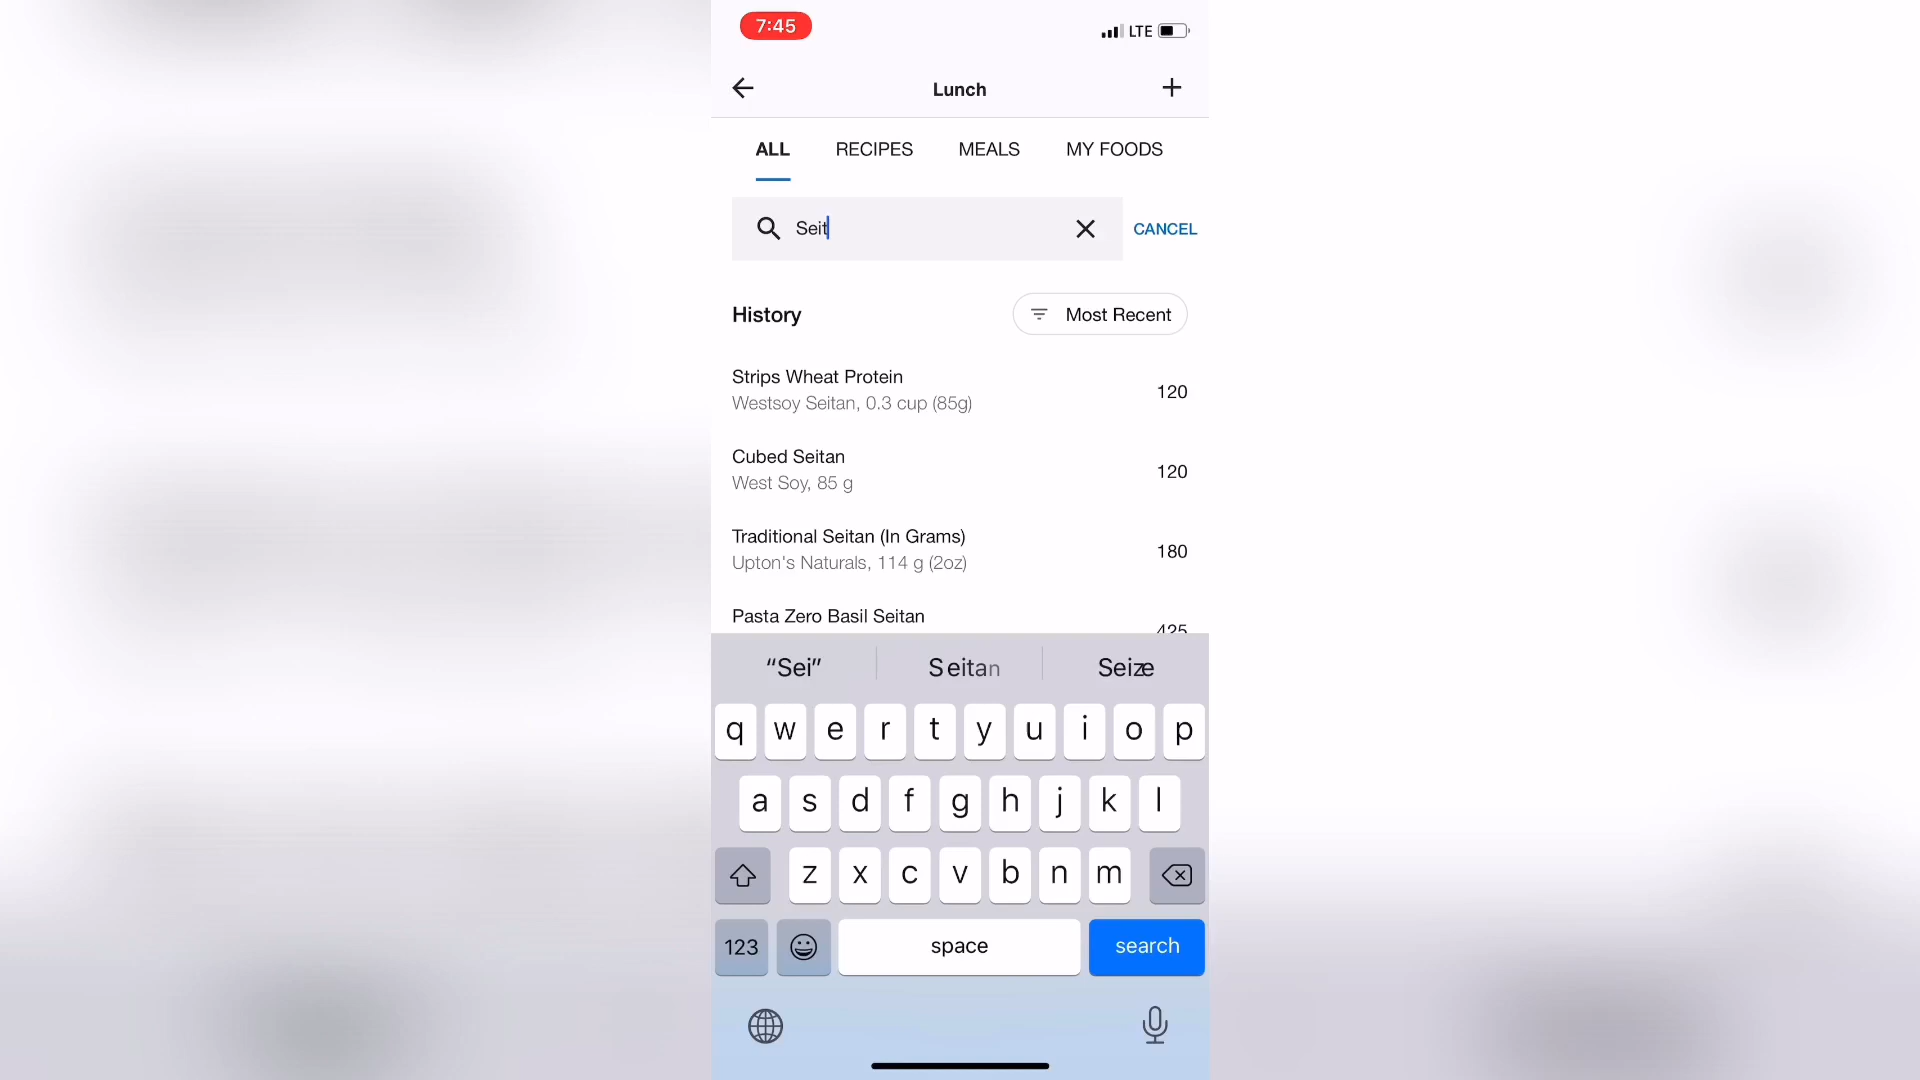 7:45
LTE
Lunch
ALL RECIPES MEALS MY FOODS
Seit
CANCEL
History
Most Recent
Strips Wheat Protein
Westsoy Seitan, 0.3 cup (85g)
120
Cubed Seitan
West Soy, 85 g
120
Traditional Seitan (In Grams)
Upton's Naturals, 114 g (2oz)
180
Pasta Zero Basil Seitan
425
“Sei” Seitan Seize
q w e r t y u i o p
a s d f g h j k l
z x c v b n m
123 space search